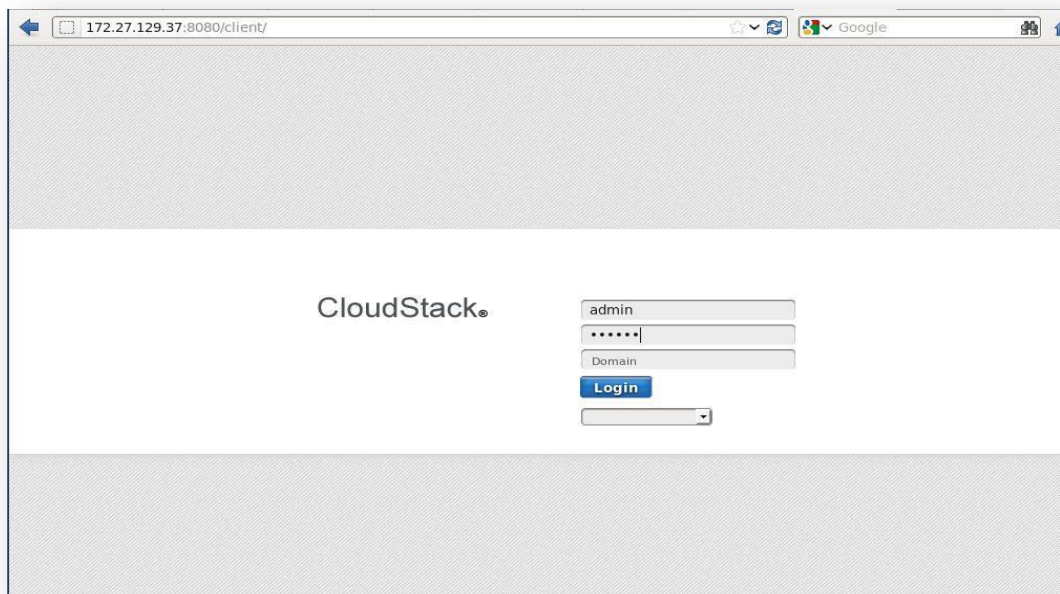 172.27.129.37:8080/client/
Google
CloudStack®
admin
••••••
Domain
Login